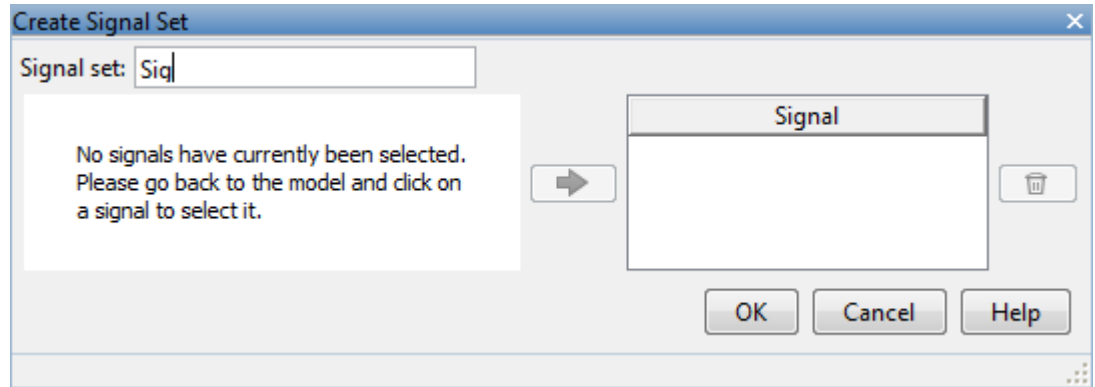 Create Signal Set
Signal set: Sig
No signals have currently been selected.
Please go back to the model and click on
a signal to select it.
Signal
OK Cancel Help